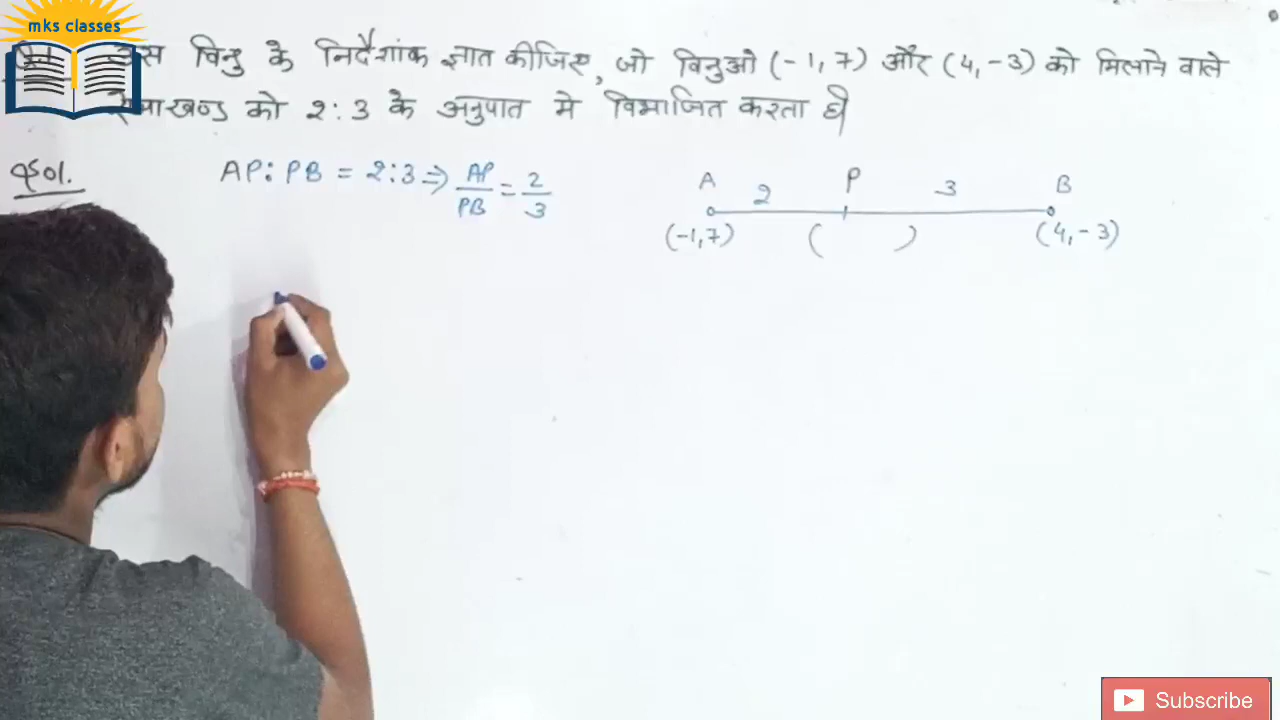 mks classes
उस बिन्दु के निर्देशांक ज्ञात कीजिए, जो बिन्दुओ (-1, 7) और (4, -3) को मिलाने वाले
को 2 : 3 के अनुपात मे विभाजित करता है।
Sol.
AP : PB = 2:3 ⇒ AP/PB = 2/3
A 2 P 3 B
(-1,7) ( ) (4,-3)
Subscribe